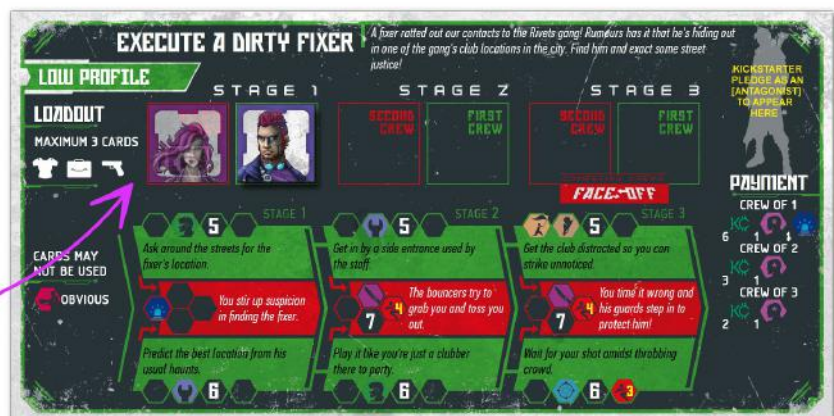 EXECUTE A DIRTY FIXER
A fixer ratted out our contacts to the Rivets gang! Rumours has it that he's hiding out
in one of the gang's club locations in the city. Find him and exact some street
justice!
LOW PROFILE
KICKSTARTER
PLEDGE AS AN
[ANTAGONIST]
TO APPEAR
HERE
STAGE 1
STAGE 2
STAGE 3
LOADOUT
MAXIMUM 3 CARDS
SECOND
CREW
FIRST
CREW
SECOND
CREW
FIRST
CREW
FACE-OFF
PAYMENT
CREW OF 1
6 KC 1 1
CREW OF 2
3 KC 1
CREW OF 3
2 KC 1
CARDS MAY
NOT BE USED
OBVIOUS
5 STAGE 1
Ask around the streets for the
fixer's location.
You stir up suspicion
in finding the fixer.
Predict the best location from his
usual haunts.
6
5 STAGE 2
Get in by a side entrance used by
the staff.
4
7
The bouncers try to
grab you and toss you
out.
Play it like you're just a clubber
there to party.
6
5 STAGE 3
Get the club distracted so you can
strike unnoticed.
4
7
You time it wrong and
his guards step in to
protect him!
Wait for your shot amidst throbbing
crowd.
6 3